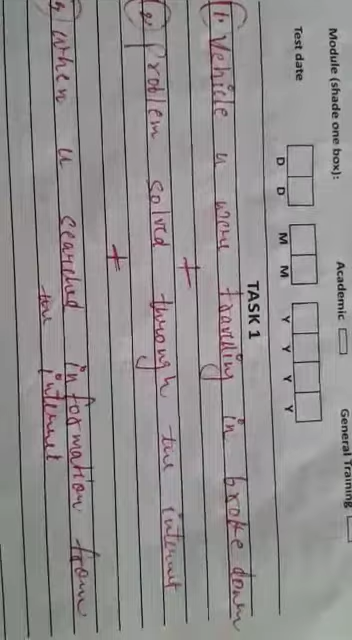 Module (shade one box): Academic General Training
Test date
D D M M Y Y Y Y
TASK 1
(1) Vehicle u were travelling in broke down
+
(2) Problem solved through the internet
+
3) when u searched information from
the internet